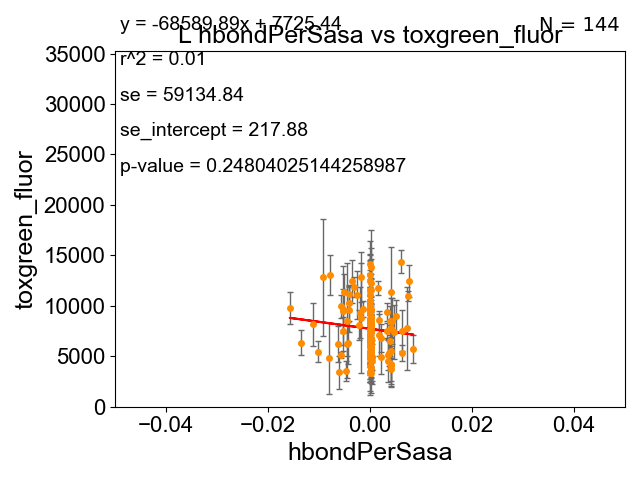 y = -68589.89x + 7725.44
N = 144
L hbondPerSasa vs toxgreen_fluor
r^2 = 0.01
se = 59134.84
se_intercept = 217.88
p-value = 0.24804025144258987
35000
30000
25000
20000
15000
10000
5000
0
toxgreen_fluor
−0.04
−0.02
0.00
0.02
0.04
hbondPerSasa